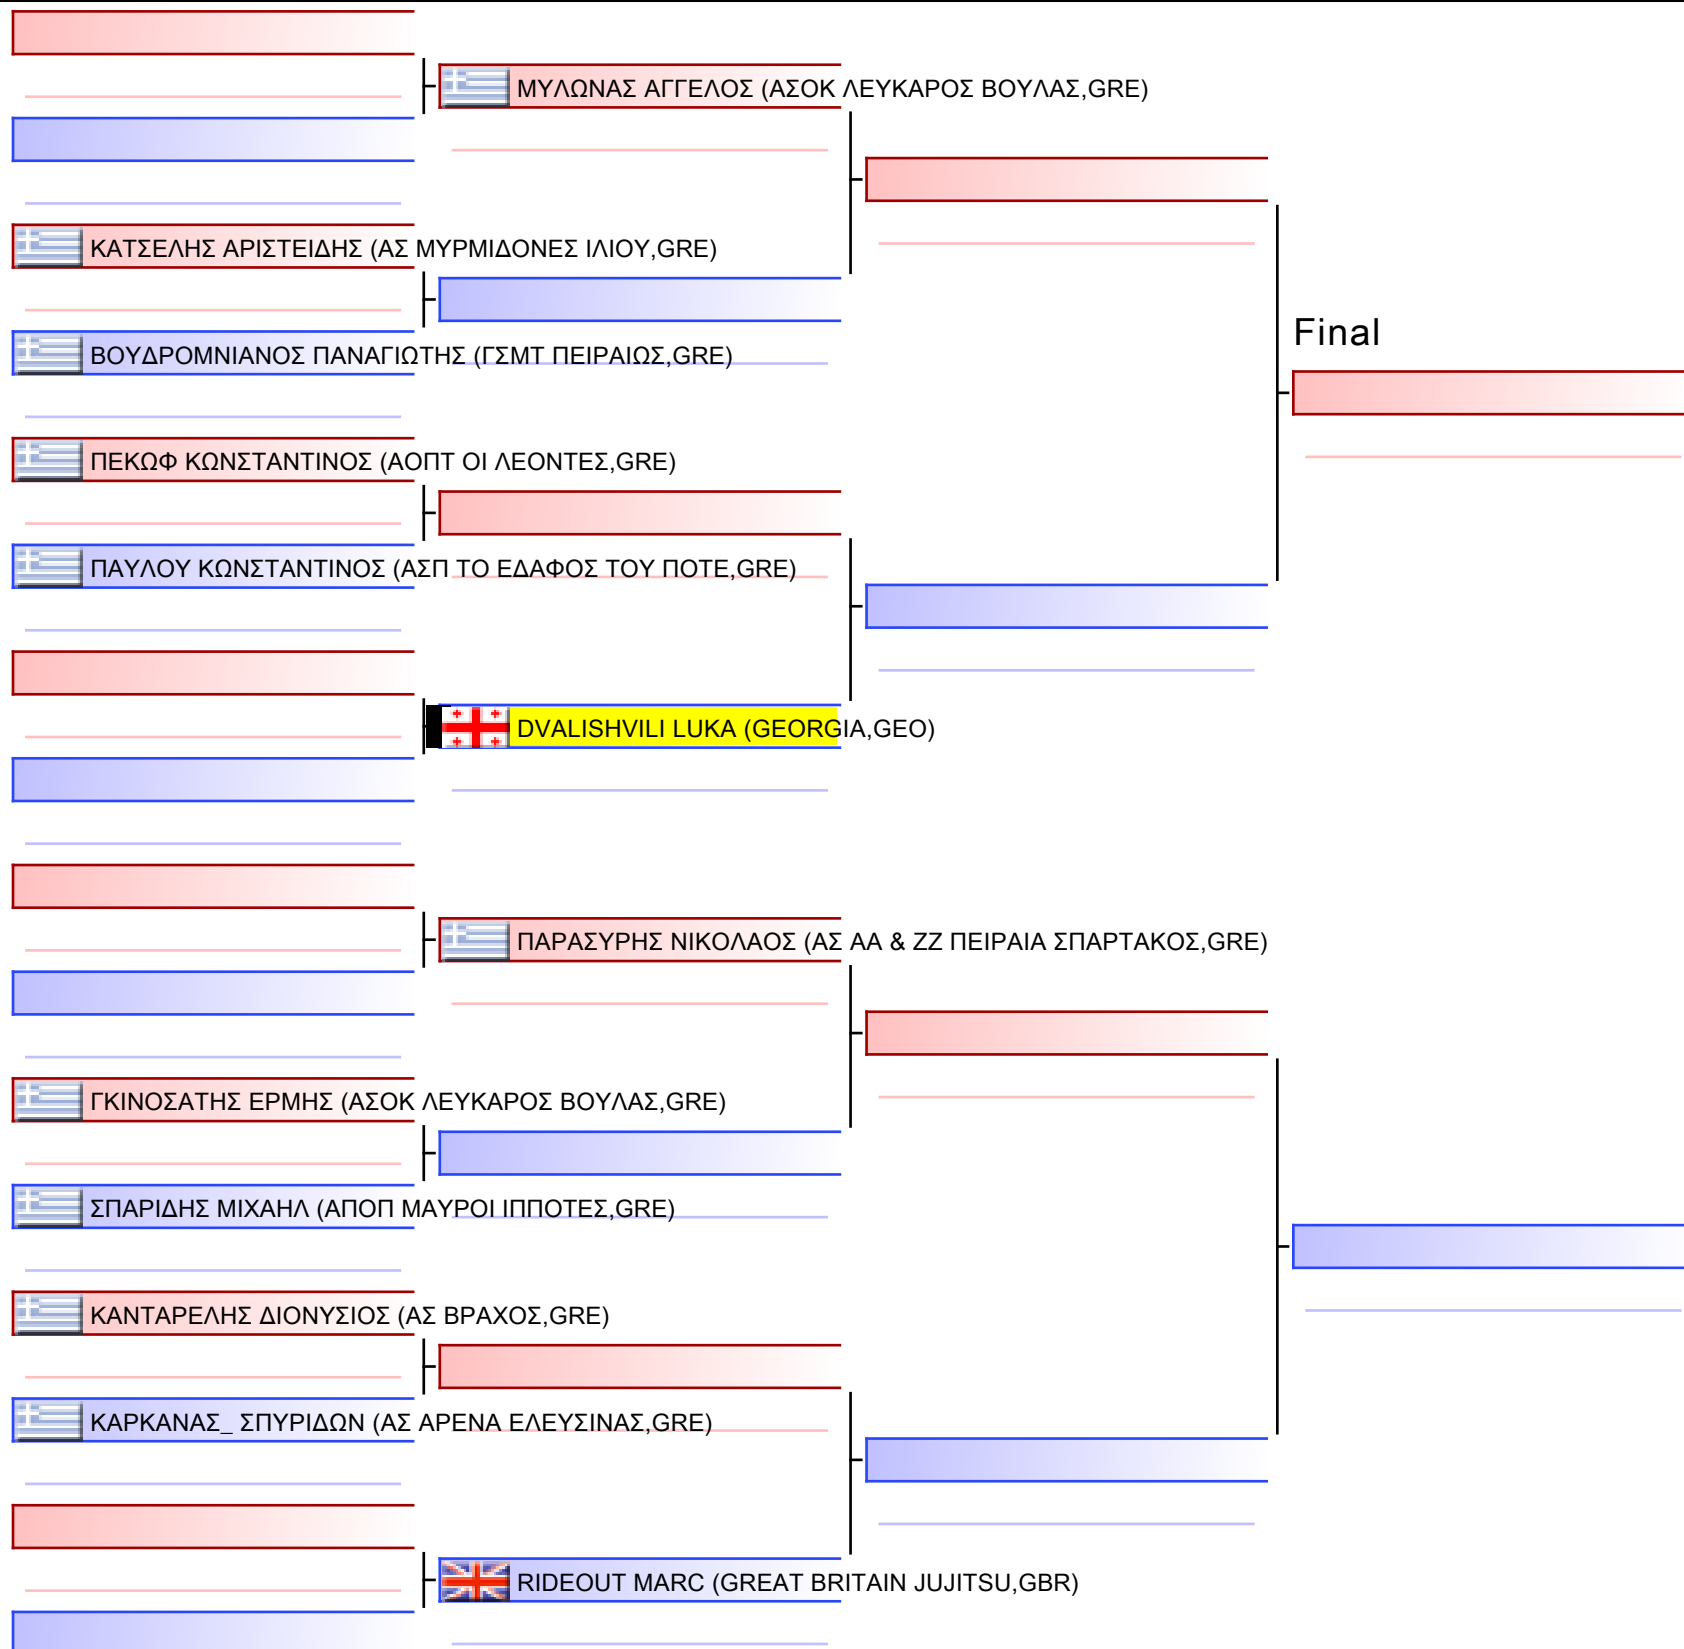 ΜΥΛΩΝΑΣ ΑΓΓΕΛΟΣ (ΑΣΟΚ ΛΕΥΚΑΡΟΣ ΒΟΥΛΑΣ,GRE)
ΚΑΤΣΕΛΗΣ ΑΡΙΣΤΕΙΔΗΣ (ΑΣ ΜΥΡΜΙΔΟΝΕΣ ΙΛΙΟΥ,GRE)
Final
ΒΟΥΔΡΟΜΝΙΑΝΟΣ ΠΑΝΑΓΙΩΤΗΣ (ΓΣΜΤ ΠΕΙΡΑΙΩΣ,GRE)
ΠΕΚΩΦ ΚΩΝΣΤΑΝΤΙΝΟΣ (ΑΟΠΤ ΟΙ ΛΕΟΝΤΕΣ,GRE)
ΠΑΥΛΟΥ ΚΩΝΣΤΑΝΤΙΝΟΣ (ΑΣΠ ΤΟ ΕΔΑΦΟΣ ΤΟΥ ΠΟΤΕ,GRE)
DVALISHVILI LUKA (GEORGIA,GEO)
ΠΑΡΑΣΥΡΗΣ ΝΙΚΟΛΑΟΣ (ΑΣ ΑΑ & ΖΖ ΠΕΙΡΑΙΑ ΣΠΑΡΤΑΚΟΣ,GRE)
ΓΚΙΝΟΣΑΤΗΣ ΕΡΜΗΣ (ΑΣΟΚ ΛΕΥΚΑΡΟΣ ΒΟΥΛΑΣ,GRE)
ΣΠΑΡΙΔΗΣ ΜΙΧΑΗΛ (ΑΠΟΠ ΜΑΥΡΟΙ ΙΠΠΟΤΕΣ,GRE)
ΚΑΝΤΑΡΕΛΗΣ ΔΙΟΝΥΣΙΟΣ (ΑΣ ΒΡΑΧΟΣ,GRE)
ΚΑΡΚΑΝΑΣ_ ΣΠΥΡΙΔΩΝ (ΑΣ ΑΡΕΝΑ ΕΛΕΥΣΙΝΑΣ,GRE)
RIDEOUT MARC (GREAT BRITAIN JUJITSU,GBR)